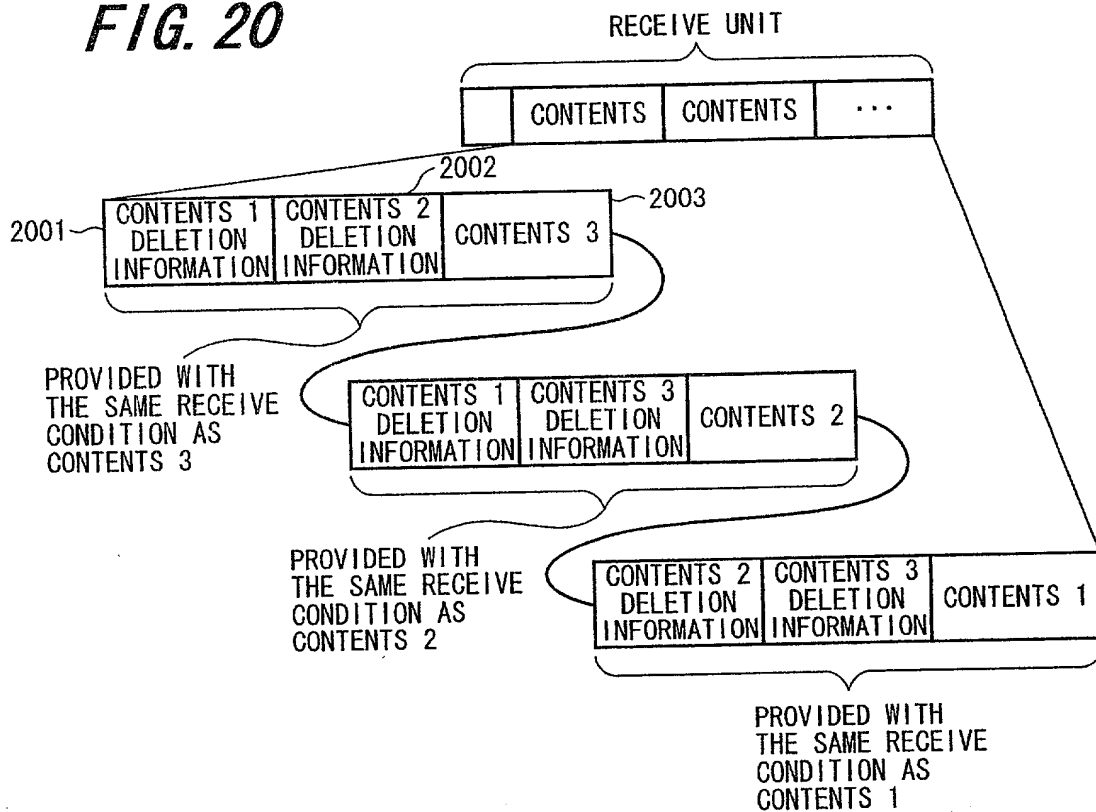 FIG. 20
RECEIVE UNIT
CONTENTS CONTENTS ...
2002
2001 2003
CONTENTS 1
DELETION
INFORMATION
CONTENTS 2
DELETION
INFORMATION
CONTENTS 3
PROVIDED WITH
THE SAME RECEIVE
CONDITION AS
CONTENTS 3
CONTENTS 1
DELETION
INFORMATION
CONTENTS 3
DELETION
INFORMATION
CONTENTS 2
PROVIDED WITH
THE SAME RECEIVE
CONDITION AS
CONTENTS 2
CONTENTS 2
DELETION
INFORMATION
CONTENTS 3
DELETION
INFORMATION
CONTENTS 1
PROVIDED WITH
THE SAME RECEIVE
CONDITION AS
CONTENTS 1